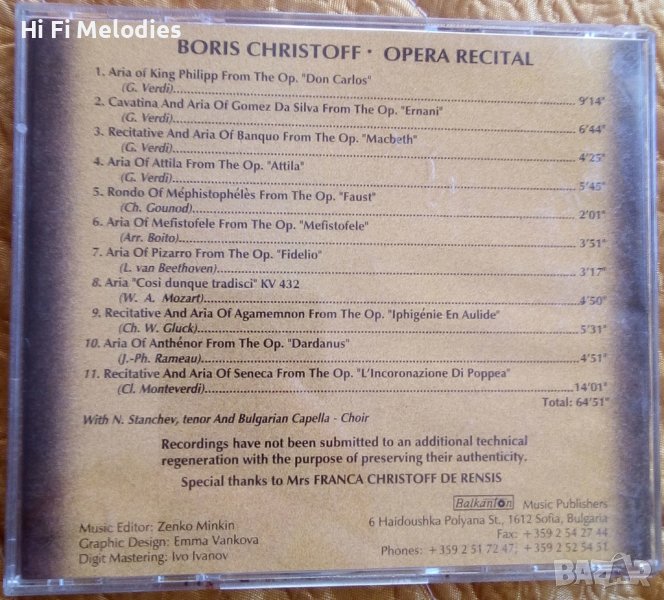 Hi Fi Melodies
BORIS CHRISTOFF · OPERA RECITAL
1. Aria of King Philipp From The Op. "Don Carlos"
(G. Verdi) 9'14"
2. Cavatina And Aria Of Gomez Da Silva From The Op. "Ernani"
(G. Verdi) 6'44"
3. Recitative And Aria Of Banquo From The Op. "Macbeth"
(G. Verdi) 4'25"
4. Aria Of Attila From The Op. "Attila"
(G. Verdi) 5'45"
5. Rondo Of Méphistophélès From The Op. "Faust"
(Ch. Gounod) 2'01"
6. Aria Of Mefistofele From The Op. "Mefistofele"
(Arr. Boito) 3'51"
7. Aria Of Pizarro From The Op. "Fidelio"
(L. van Beethoven) 3'17"
8. Aria "Cosi dunque tradisci" KV 432
(W. A. Mozart) 4'50"
9. Recitative And Aria Of Agamemnon From The Op. "Iphigénie En Aulide"
(Ch. W. Gluck) 5'31"
10. Aria Of Anthénor From The Op. "Dardanus"
(J.-Ph. Rameau) 4'51"
11. Recitative And Aria Of Seneca From The Op. "L'Incoronazione Di Poppea"
(Cl. Monteverdi) 14'01"
Total: 64'51"
With N. Stanchev, tenor And Bulgarian Capella - Choir
Recordings have not been submitted to an additional technical
regeneration with the purpose of preserving their authenticity.
Special thanks to Mrs FRANCA CHRISTOFF DE RENSIS
Balkanton Music Publishers
6 Haidoushka Polyana St., 1612 Sofia, Bulgaria
Fax: +359 2 54 27 44
Phones: +359 2 51 72 47; +359 2 52 54 51
Music Editor: Zenko Minkin
Graphic Design: Emma Vankova
Digit Mastering: Ivo Ivanov
BAZAR